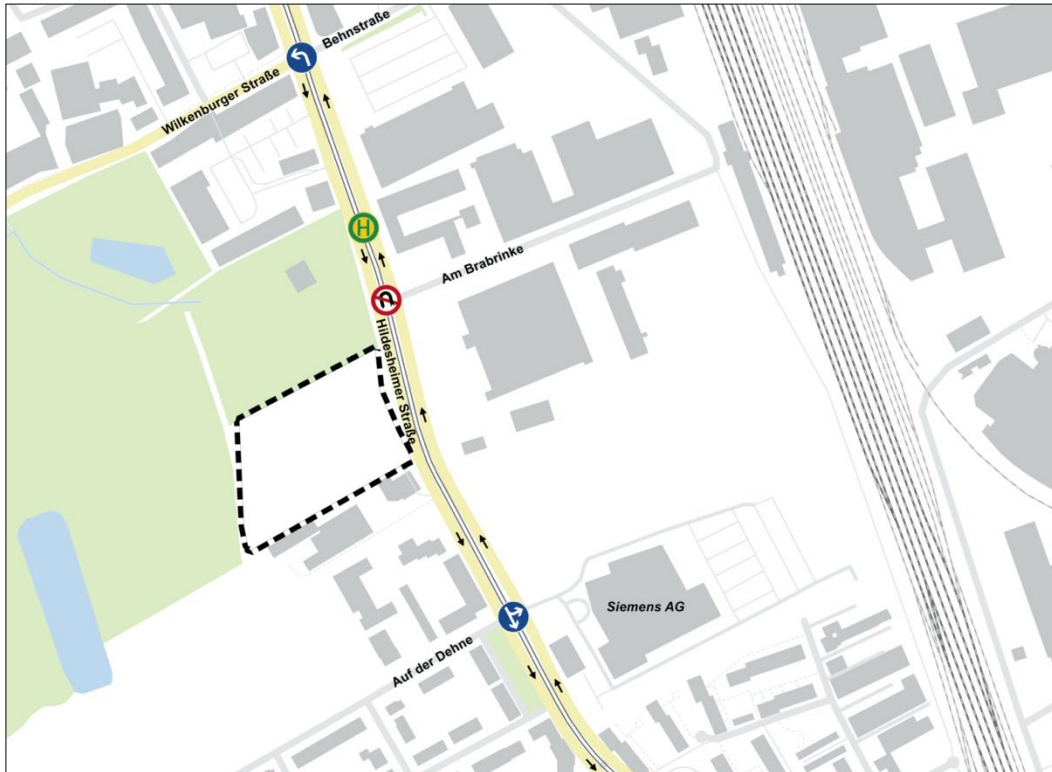 Behnstraße
Wilkenburger Straße
H
Am Brabrinke
Hildesheimer Straße
Siemens AG
Auf der Dehne